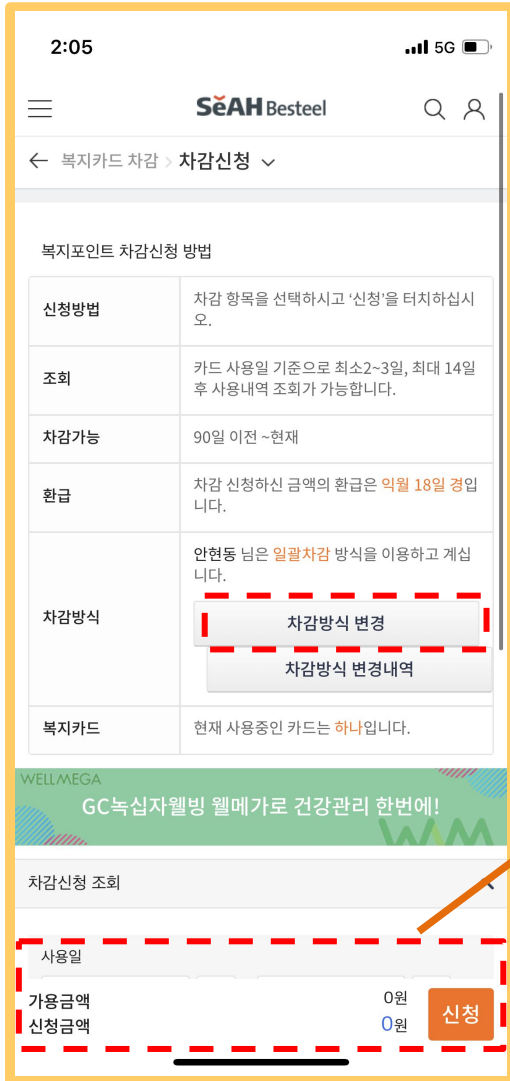 2:05
5G
SěAH Besteel
복지카드 차감 > 차감신청
복지포인트 차감신청 방법
신청방법
차감 항목을 선택하시고 '신청'을 터치하십시
오.
조회
카드 사용일 기준으로 최소2~3일, 최대 14일
후 사용내역 조회가 가능합니다.
차감가능
90일 이전 ~현재
환급
차감 신청하신 금액의 환급은 익월 18일 경입
니다.
차감방식
안현동 님은 일괄차감 방식을 이용하고 계십
니다.
차감방식 변경
차감방식 변경내역
복지카드
현재 사용중인 카드는 하나입니다.
WELLMEGA
GC녹십자웰빙 웰메가로 건강관리 한번에!
차감신청 조회
사용일
가용금액 0원
신청금액 0원
신청